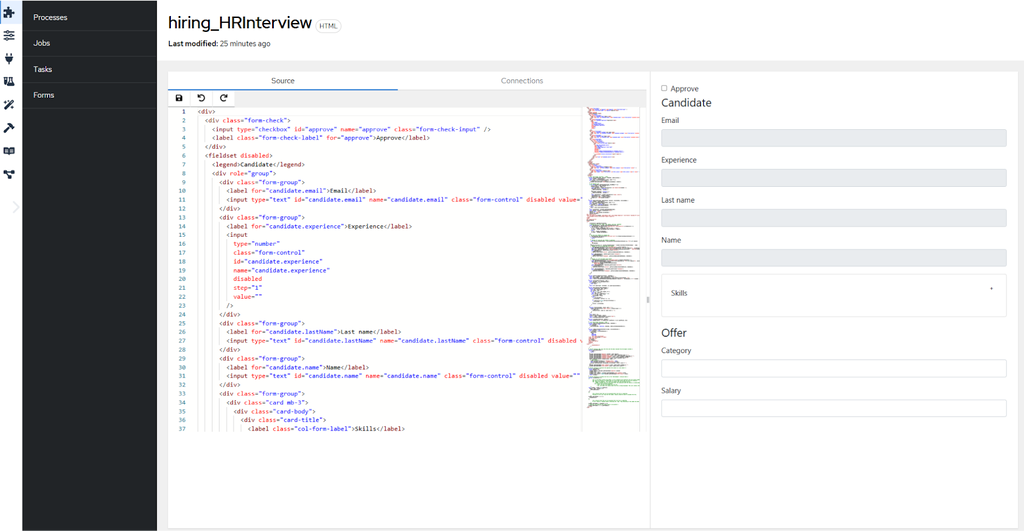 Processes
Jobs
Tasks
Forms
hiring_HRInterview HTML
Last modified: 25 minutes ago
Source
Connections
1 <div>
2 <div class="form-check">
3 <input type="checkbox" id="approve" name="approve" class="form-check-input" />
4 <label class="form-check-label" for="approve">Approve</label>
5 </div>
6 <fieldset disabled>
7 <legend>Candidate</legend>
8 <div role="group">
9 <div class="form-group">
10 <label for="candidate.email">Email</label>
11 <input type="text" id="candidate.email" name="candidate.email" class="form-control" disabled value="
12 </div>
13 <div class="form-group">
14 <label for="candidate.experience">Experience</label>
15 <input
16 type="number"
17 class="form-control"
18 id="candidate.experience"
19 name="candidate.experience"
20 disabled
21 step="1"
22 value=""
23 />
24 </div>
25 <div class="form-group">
26 <label for="candidate.lastName">Last name</label>
27 <input type="text" id="candidate.lastName" name="candidate.lastName" class="form-control" disabled v
28 </div>
29 <div class="form-group">
30 <label for="candidate.name">Name</label>
31 <input type="text" id="candidate.name" name="candidate.name" class="form-control" disabled value=""
32 </div>
33 <div class="form-group">
34 <div class="card mb-3">
35 <div class="card-body">
36 <div class="card-title">
37 <label class="col-form-label">Skills</label>
Approve
Candidate
Email
Experience
Last name
Name
Skills
Offer
Category
Salary